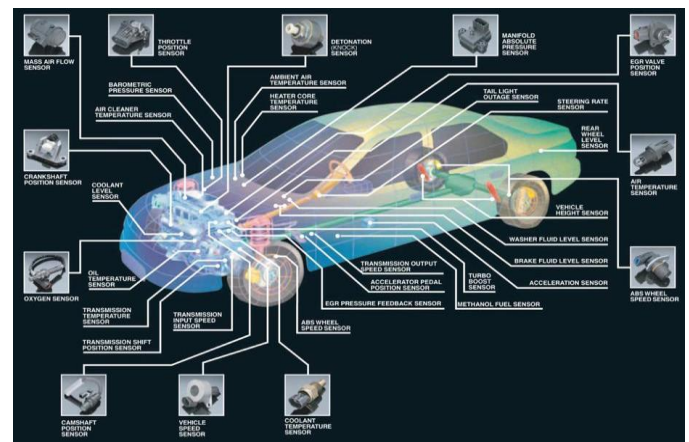 MASS AIR FLOW
SENSOR
THROTTLE
POSITION
SENSOR
DETONATION
(KNOCK)
SENSOR
MANIFOLD
ABSOLUTE
PRESSURE
SENSOR
EGR VALVE
POSITION
SENSOR
BAROMETRIC
PRESSURE SENSOR
AMBIENT AIR
TEMPERATURE SENSOR
HEATER CORE
TEMPERATURE
SENSOR
TAIL LIGHT
OUTAGE SENSOR
STEERING RATE
SENSOR
AIR CLEANER
TEMPERATURE SENSOR
REAR
WHEEL LEVEL
SENSOR
CRANKSHAFT
POSITION SENSOR
COOLANT
LEVEL
SENSOR
AIR
TEMPERATURE
SENSOR
VEHICLE
HEIGHT SENSOR
WASHER FLUID LEVEL SENSOR
BRAKE FLUID LEVEL SENSOR
ACCELERATION SENSOR
OXYGEN SENSOR
OIL
TEMPERATURE
SENSOR
TRANSMISSION OUTPUT
SPEED SENSOR
ACCELERATOR PEDAL
POSITION SENSOR
TURBO
BOOST
SENSOR
ABS WHEEL
SPEED SENSOR
EGR PRESSURE FEEDBACK SENSOR
METHANOL FUEL SENSOR
TRANSMISSION
TEMPERATURE
SENSOR
TRANSMISSION
INPUT SPEED
SENSOR
ABS WHEEL
SPEED SENSOR
TRANSMISSION SHIFT
POSITION SENSOR
CAMSHAFT
POSITION
SENSOR
VEHICLE
SPEED
SENSOR
COOLANT
TEMPERATURE
SENSOR